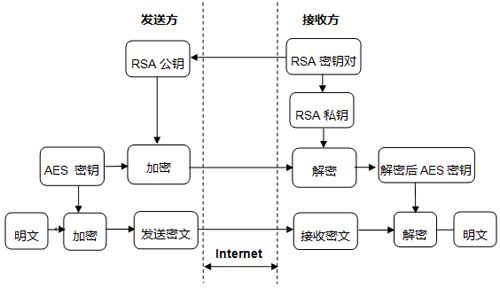 发送方
接收方
RSA 公钥
RSA 密钥对
RSA 私钥
AES 密钥
加密
解密
解密后 AES 密钥
明文
加密
发送密文
接收密文
解密
明文
Internet